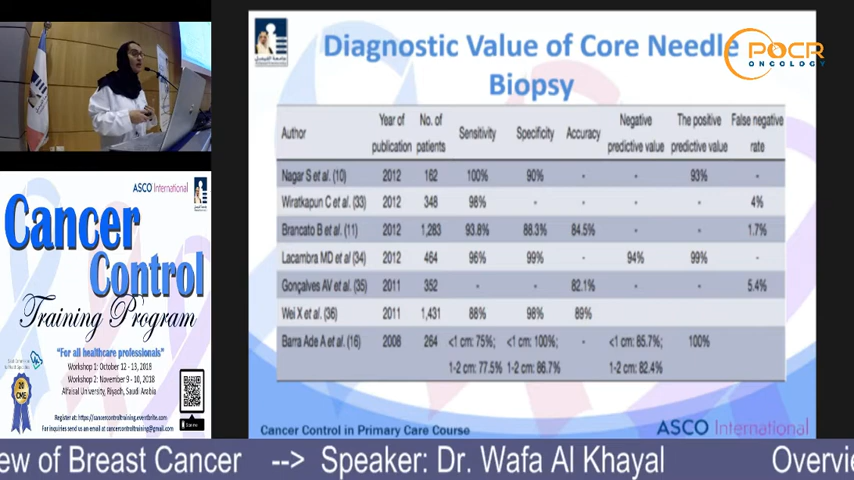 Diagnostic Value of Core Needle
Biopsy
POCR
ONCOLOGY
Author Year of publication No. of patients Sensitivity Specificity Accuracy Negative predictive value The positive predictive value False negative rate
Nagar S et al. (10) 2012 162 100% 90% - - 93% -
Wiratkapun C et al. (33) 2012 348 98% - - - - 4%
Brancato B et al. (11) 2012 1,283 93.8% 88.3% 84.5% - - 1.7%
Lacambra MD et al (34) 2012 464 96% 99% - 94% 99% -
Gonçalves AV et al. (35) 2011 352 - - 82.1% - - 5.4%
Wei X et al. (36) 2011 1,431 88% 98% 89%
Barra Ade A et al. (16) 2008 264 <1 cm: 75%; <1 cm: 100%; - <1 cm: 85.7%; 100%
1-2 cm: 77.5% 1-2 cm: 86.7% 1-2 cm: 82.4%
Cancer Control in Primary Care Course
ASCO International
ASCO International
Cancer
Control
Training Program
"For all healthcare professionals"
Workshop 1: October 12 - 13, 2018
Workshop 2: November 9-10, 2018
Alfaisal University, Riyadh, Saudi Arabia
20
CME
Register at: https://cancercontroltraining.eventbrite.com
For inquiries send us an email at cancercontroltraining@gmail.com
ew of Breast Cancer --> Speaker: Dr. Wafa Al Khayal Overvie